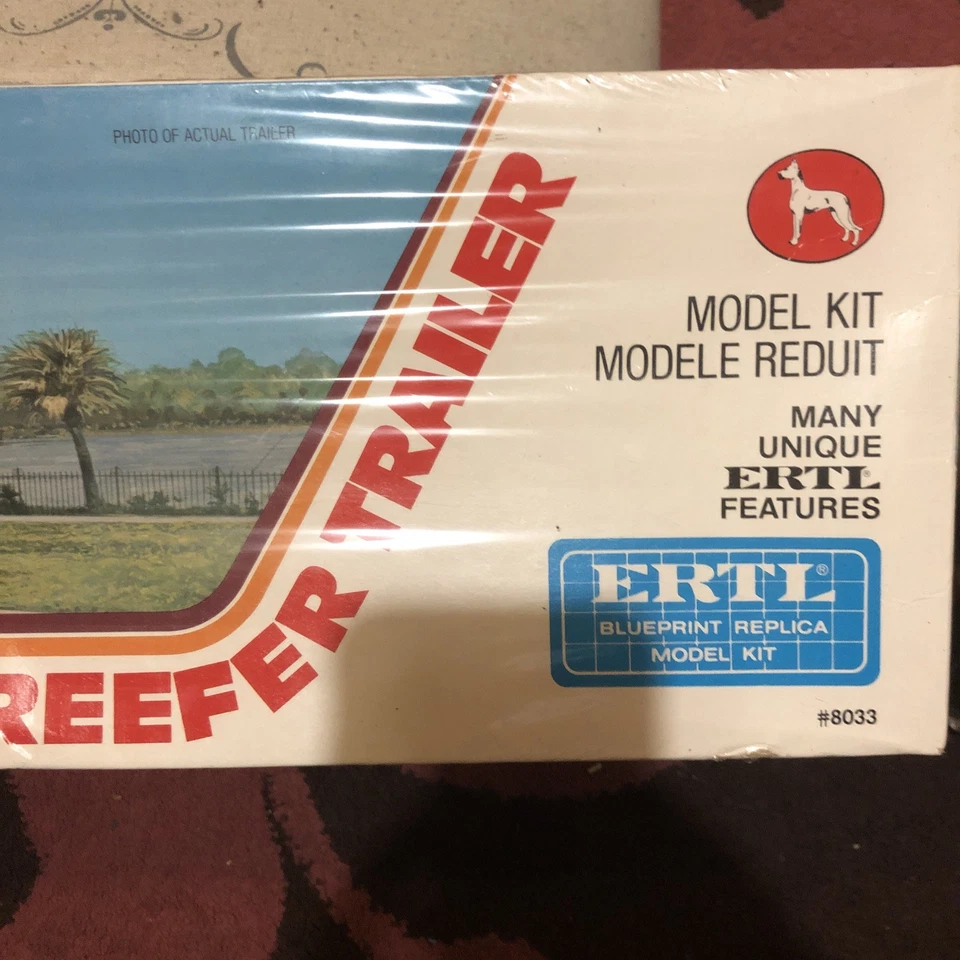 PHOTO OF ACTUAL TRAILER
REEFER TRAILER
MODEL KIT
MODELE REDUIT
MANY
UNIQUE
ERTL®
FEATURES
ERTL®
BLUEPRINT REPLICA
MODEL KIT
#8033